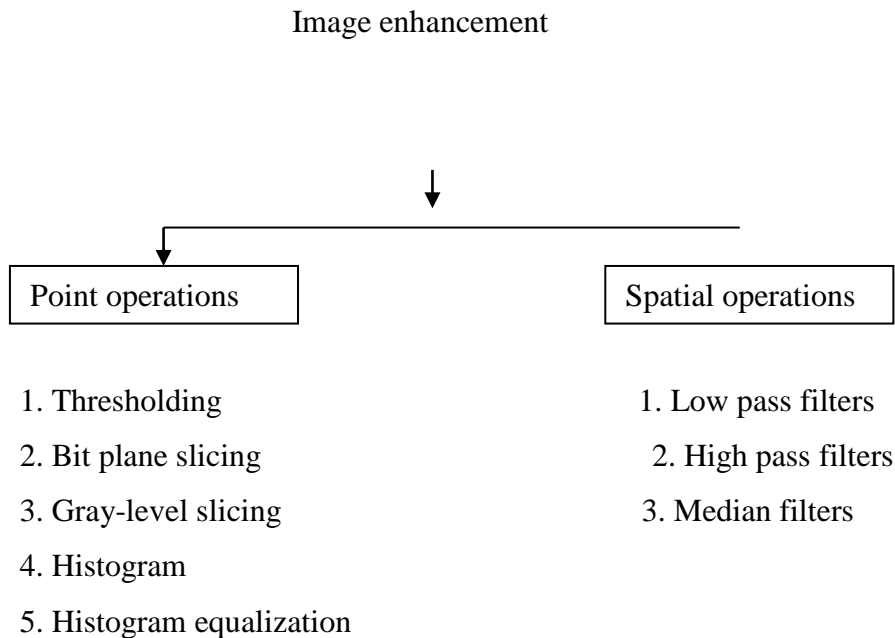 Image enhancement
Point operations
1. Thresholding
2. Bit plane slicing
3. Gray-level slicing
4. Histogram
5. Histogram equalization
Spatial operations
1. Low pass filters
2. High pass filters
3. Median filters